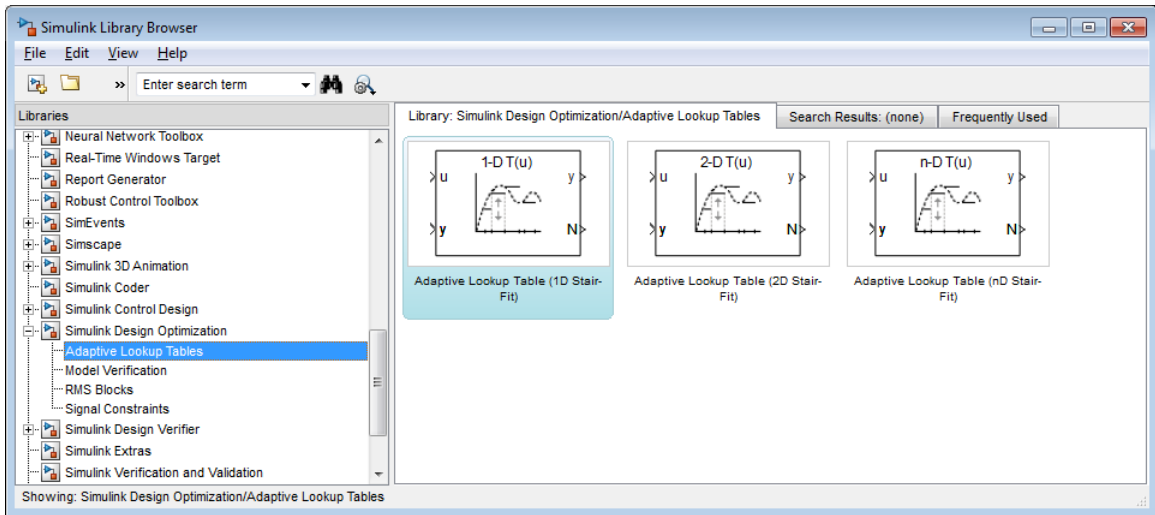 Simulink Library Browser
File Edit View Help
» Enter search term
Libraries
Neural Network Toolbox
Real-Time Windows Target
Report Generator
Robust Control Toolbox
SimEvents
Simscape
Simulink 3D Animation
Simulink Coder
Simulink Control Design
Simulink Design Optimization
Adaptive Lookup Tables
Model Verification
RMS Blocks
Signal Constraints
Simulink Design Verifier
Simulink Extras
Simulink Verification and Validation
Library: Simulink Design Optimization/Adaptive Lookup Tables Search Results: (none) Frequently Used
1-D T(u)
u y
y N
Adaptive Lookup Table (1D Stair-
Fit)
2-D T(u)
u y
y N
Adaptive Lookup Table (2D Stair-
Fit)
n-D T(u)
u y
y N
Adaptive Lookup Table (nD Stair-
Fit)
Showing: Simulink Design Optimization/Adaptive Lookup Tables